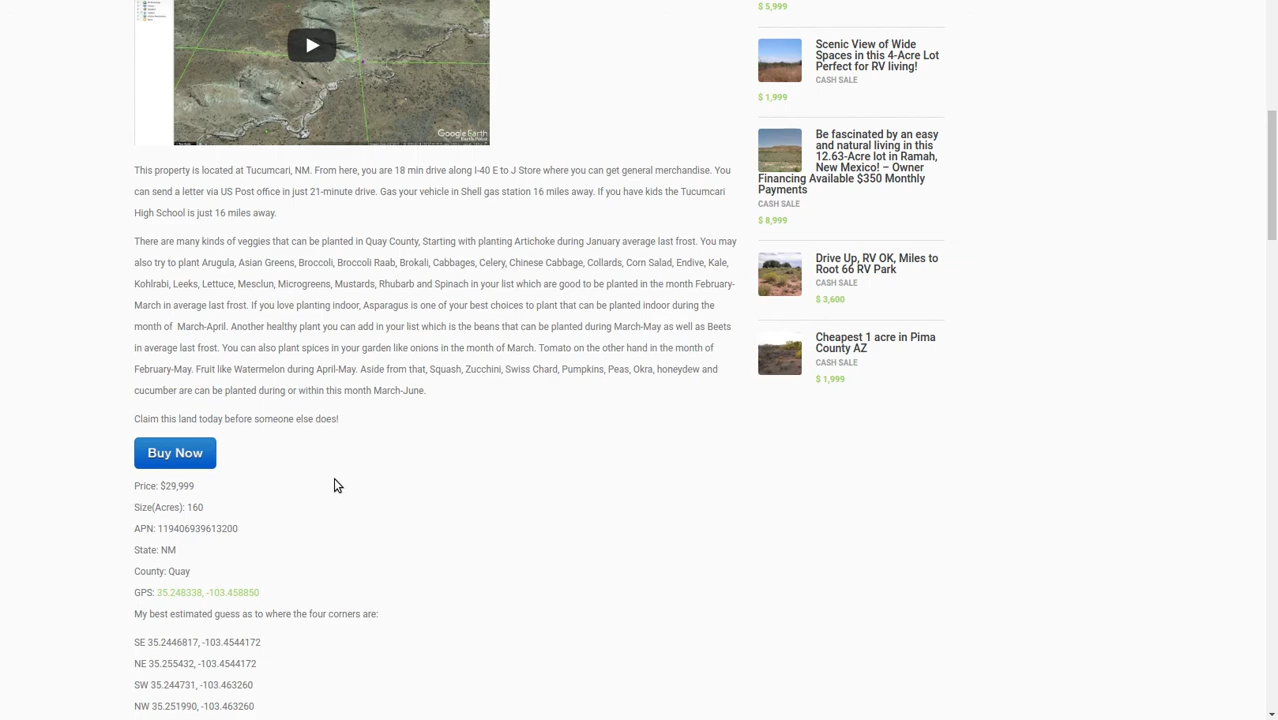 Google Earth
This property is located at Tucumcari, NM. From here, you are 18 min drive along I-40 E to J Store where you can get general merchandise. You
can send a letter via US Post office in just 21-minute drive. Gas your vehicle in Shell gas station 16 miles away. If you have kids the Tucumcari
High School is just 16 miles away.
There are many kinds of veggies that can be planted in Quay County, Starting with planting Artichoke during January average last frost. You may
also try to plant Arugula, Asian Greens, Broccoli, Broccoli Raab, Brokali, Cabbages, Celery, Chinese Cabbage, Collards, Corn Salad, Endive, Kale,
Kohlrabi, Leeks, Lettuce, Mesclun, Microgreens, Mustards, Rhubarb and Spinach in your list which are good to be planted in the month February-
March in average last frost. If you love planting indoor, Asparagus is one of your best choices to plant that can be planted indoor during the
month of March-April. Another healthy plant you can add in your list which is the beans that can be planted during March-May as well as Beets
in average last frost. You can also plant spices in your garden like onions in the month of March. Tomato on the other hand in the month of
February-May. Fruit like Watermelon during April-May. Aside from that, Squash, Zucchini, Swiss Chard, Pumpkins, Peas, Okra, honeydew and
cucumber are can be planted during or within this month March-June.
Claim this land today before someone else does!
Buy Now
Price: $29,999
Size(Acres): 160
APN: 119406939613200
State: NM
County: Quay
GPS: 35.248338, -103.458850
My best estimated guess as to where the four corners are:
SE 35.2446817, -103.4544172
NE 35.255432, -103.4544172
SW 35.244731, -103.463260
NW 35.251990, -103.463260
$ 5,999
Scenic View of Wide
Spaces in this 4-Acre Lot
Perfect for RV living!
CASH SALE
$ 1,999
Be fascinated by an easy
and natural living in this
12.63-Acre lot in Ramah,
New Mexico! – Owner
Financing Available $350 Monthly
Payments
CASH SALE
$ 8,999
Drive Up, RV OK, Miles to
Root 66 RV Park
$ 3,600
Cheapest 1 acre in Pima
County AZ
CASH SALE
$ 1,999